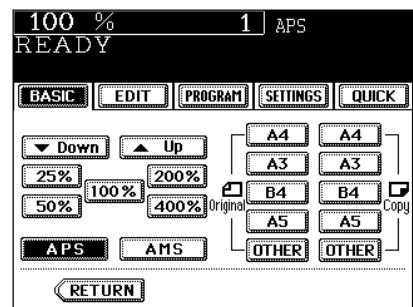 100 % 1 APS
READY
BASIC EDIT PROGRAM SETTINGS QUICK
Down Up
25% 200%
100%
50% 400%
APS AMS
Original
A4 A4
A3 A3
B4 B4
A5 A5
OTHER OTHER
Copy
RETURN